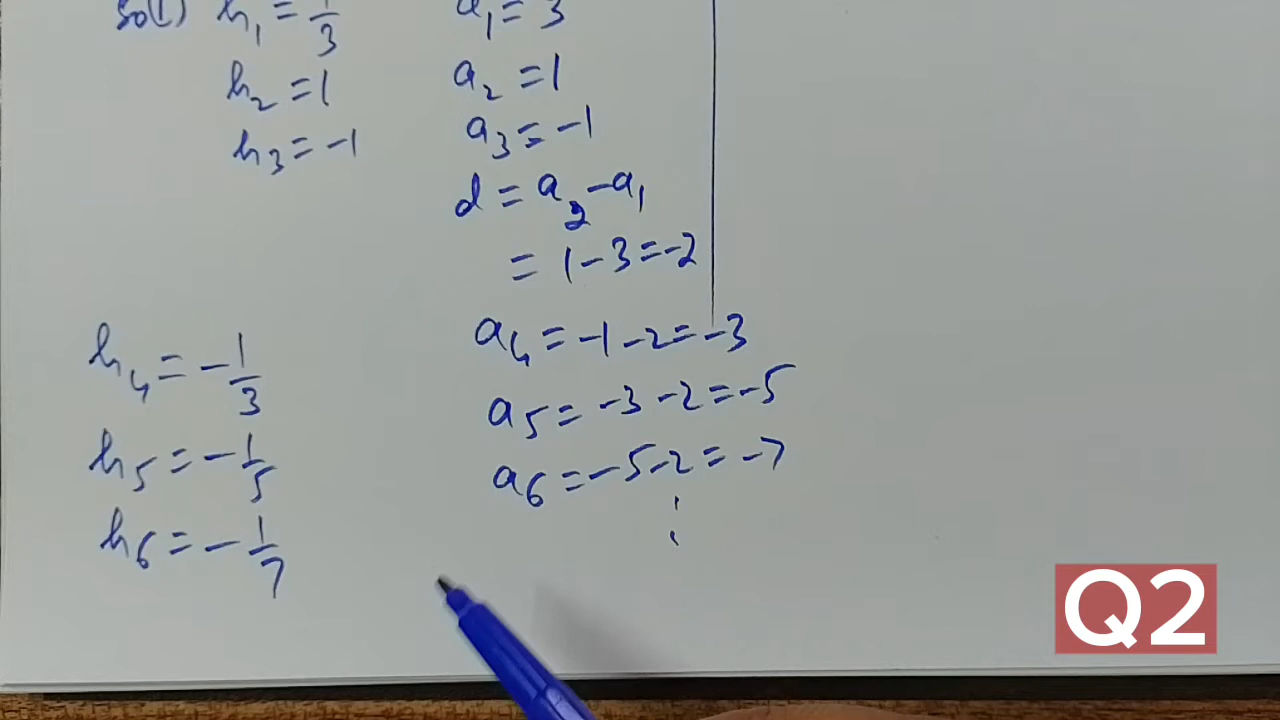 Sol) h₁ = 1/3 a₁ = 3
h₂ = 1 a₂ = 1
h₃ = -1 a₃ = -1
d = a₂ - a₁
= 1 - 3 = -2
a₄ = -1 - 2 = -3
h₄ = -1/3
a₅ = -3 - 2 = -5
h₅ = -1/5
a₆ = -5 - 2 = -7
h₆ = -1/7
⋮
Q2